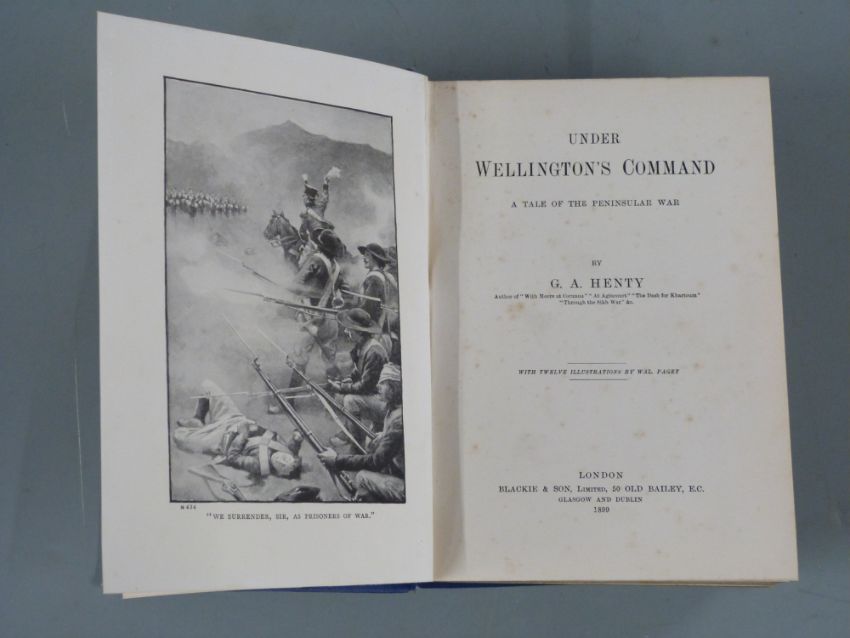 M 434
"WE SURRENDER, SIR, AS PRISONERS OF WAR."
UNDER
WELLINGTON'S COMMAND
A TALE OF THE PENINSULAR WAR
BY
G. A. HENTY
Author of "With Moore at Corunna" "At Agincourt" "The Dash for Khartoum"
"Through the Sikh War" &c.
WITH TWELVE ILLUSTRATIONS BY WAL. PAGET
LONDON
BLACKIE & SON, LIMITED, 50 OLD BAILEY, E.C.
GLASGOW AND DUBLIN
1899